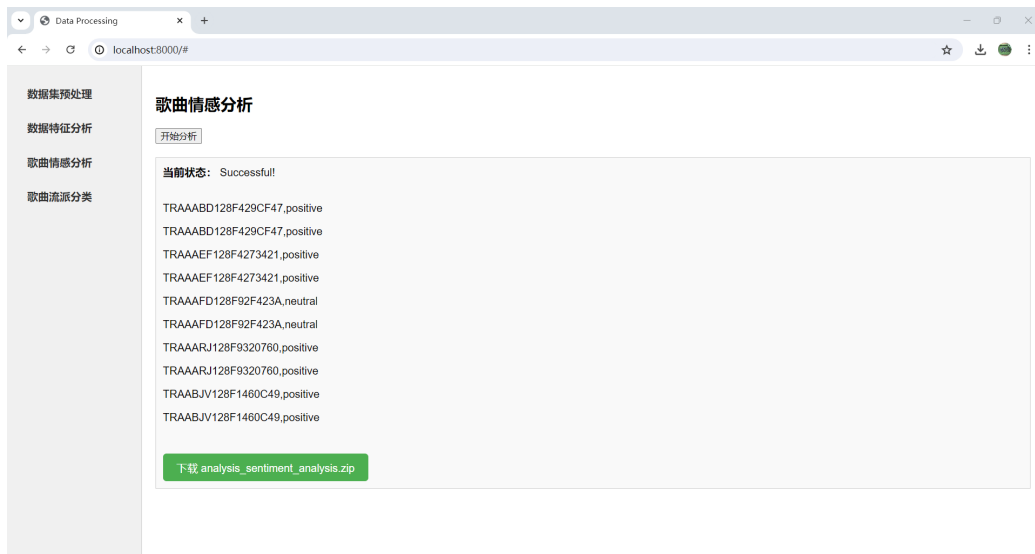 Data Processing
localhost:8000/#
数据集预处理
数据特征分析
歌曲情感分析
歌曲流派分类
歌曲情感分析
开始分析
当前状态： Successful!
TRAAABD128F429CF47,positive
TRAAABD128F429CF47,positive
TRAAAEF128F4273421,positive
TRAAAEF128F4273421,positive
TRAAAFD128F92F423A,neutral
TRAAAFD128F92F423A,neutral
TRAAARJ128F9320760,positive
TRAAARJ128F9320760,positive
TRAABJV128F1460C49,positive
TRAABJV128F1460C49,positive
下载 analysis_sentiment_analysis.zip